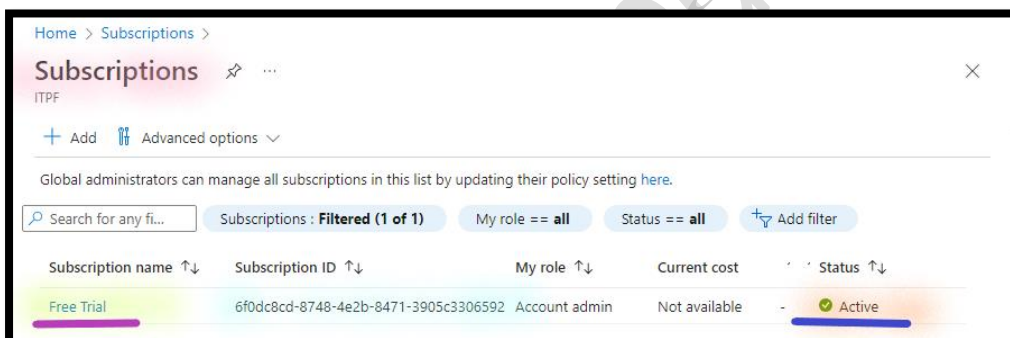 Home > Subscriptions >
Subscriptions ...
ITPF
+ Add Advanced options
Global administrators can manage all subscriptions in this list by updating their policy setting here.
Search for any fi... Subscriptions : Filtered (1 of 1) My role == all Status == all Add filter
Subscription name ↑↓ Subscription ID ↑↓ My role ↑↓ Current cost Status ↑↓
Free Trial 6f0dc8cd-8748-4e2b-8471-3905c3306592 Account admin Not available - Active